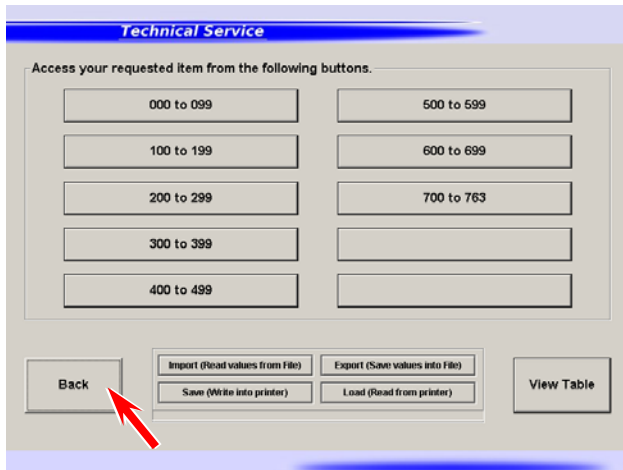 Technical Service
Access your requested item from the following buttons.
000 to 099
500 to 599
100 to 199
600 to 699
200 to 299
700 to 763
300 to 399
400 to 499
Back
Import (Read values from File)
Export (Save values into File)
Save (Write into printer)
Load (Read from printer)
View Table